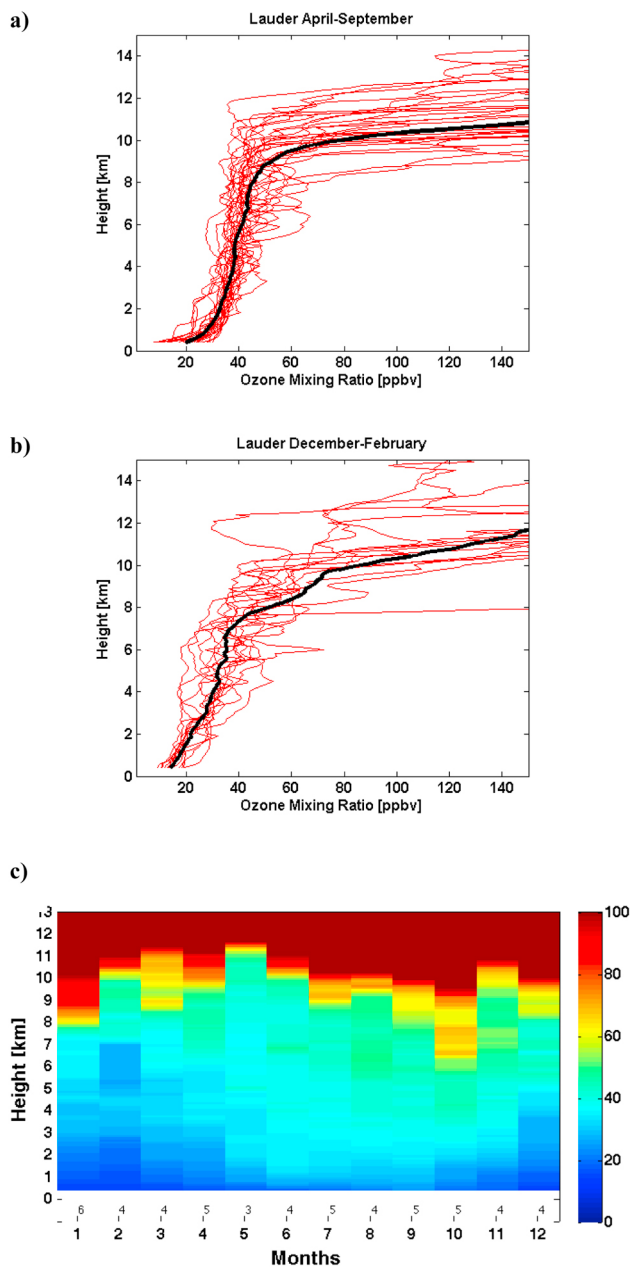 a)
Lauder April-September
14
12
10
8
6
4
2
0
Height [km]
20 40 60 80 100 120 140
Ozone Mixing Ratio [ppbv]
b)
Lauder December-February
14
12
10
8
6
4
2
0
Height [km]
20 40 60 80 100 120 140
Ozone Mixing Ratio [ppbv]
c)
13
12
11
10
9
8
7
6
5
4
3
2
1
0
Height [km]
100
80
60
40
20
0
6 4 4 5 3 4 5 4 5 5 4 4
1 2 3 4 5 6 7 8 9 10 11 12
Months